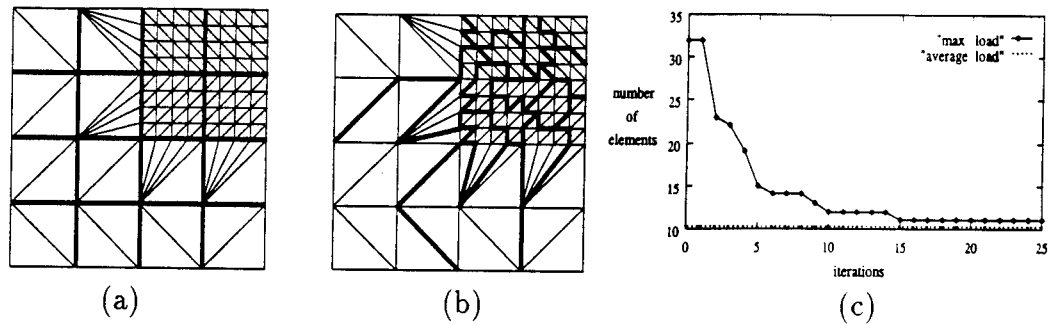 35
30
25
20
15
10
number
of
elements
"max load"
"average load"
0
5
10
15
20
25
iterations
(a)
(b)
(c)